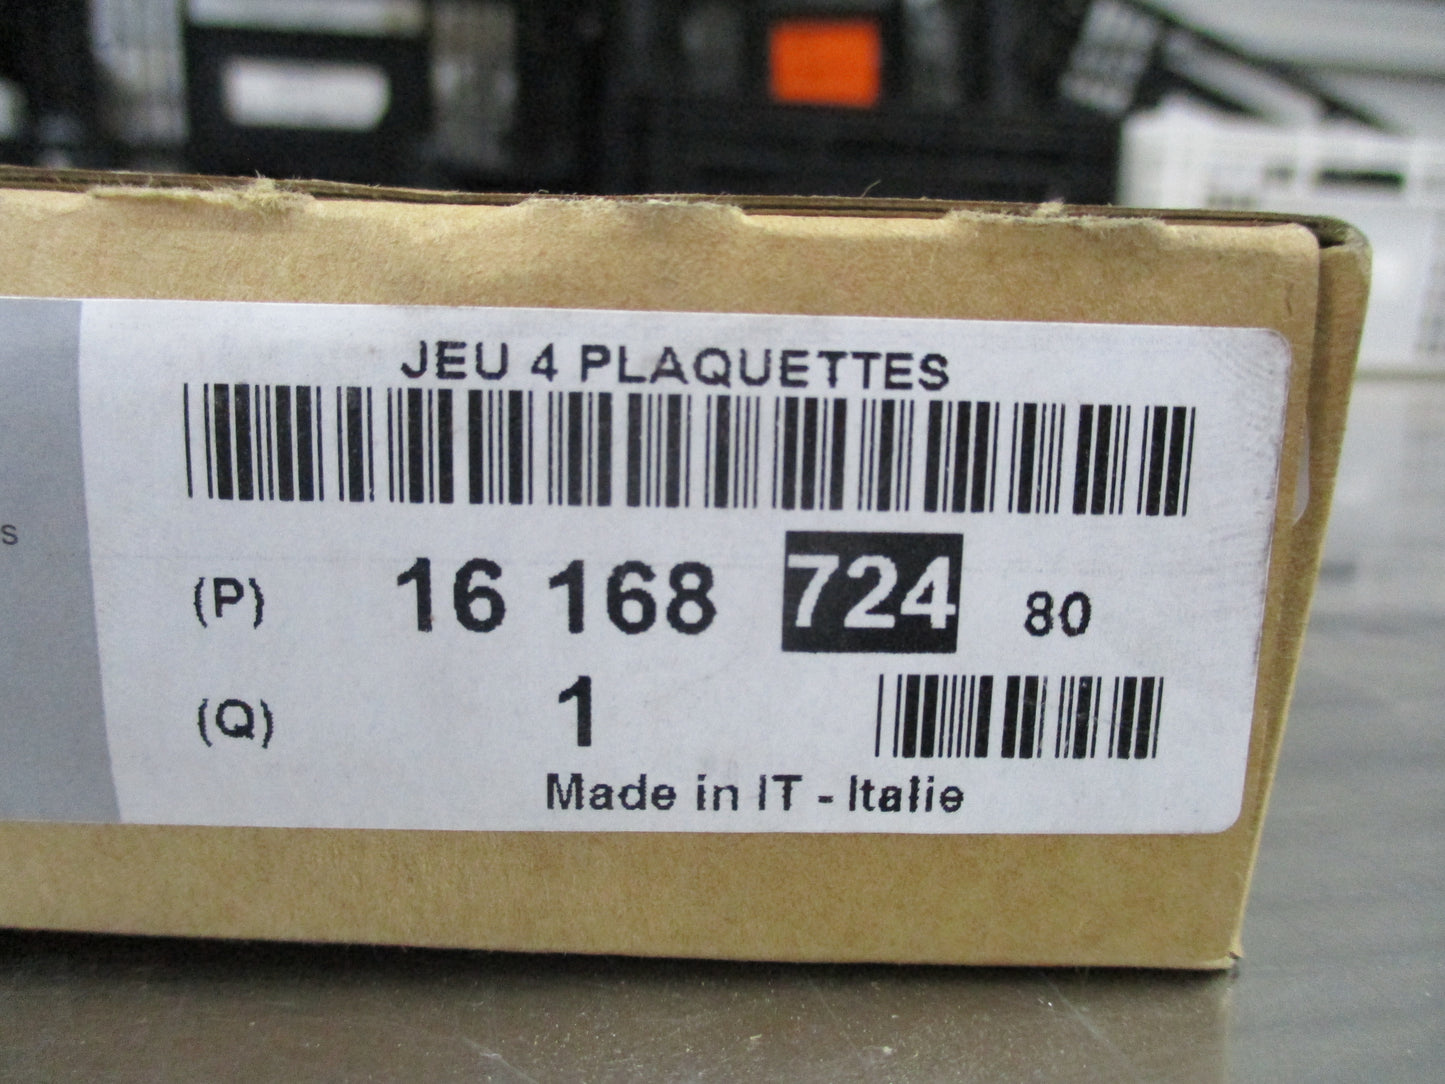 JEU 4 PLAQUETTES
s
(P) 16 168 724 80
(Q) 1
Made in IT - Italie